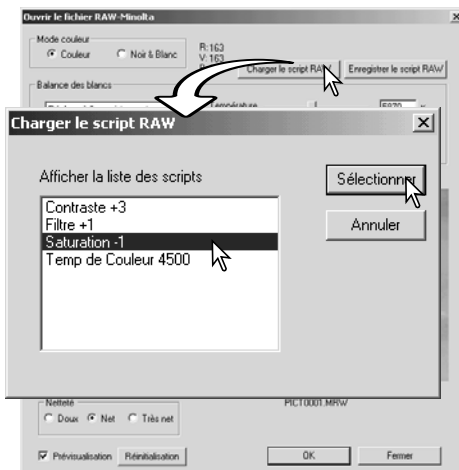 Ouvrir le fichier RAW-Minolta
Mode couleur
Couleur Noir & Blanc
R:163
V:163
Charger le script RAW Enregistrer le script RAW
Balance des blancs
Température
Charger le script RAW
Afficher la liste des scripts
Contraste +3
Filtre +1
Saturation -1
Temp de Couleur 4500
Sélectionner
Annuler
Netteté
Doux Net Très net
PICT0001.MRW
Prévisualisation Réinitialisation OK Fermer